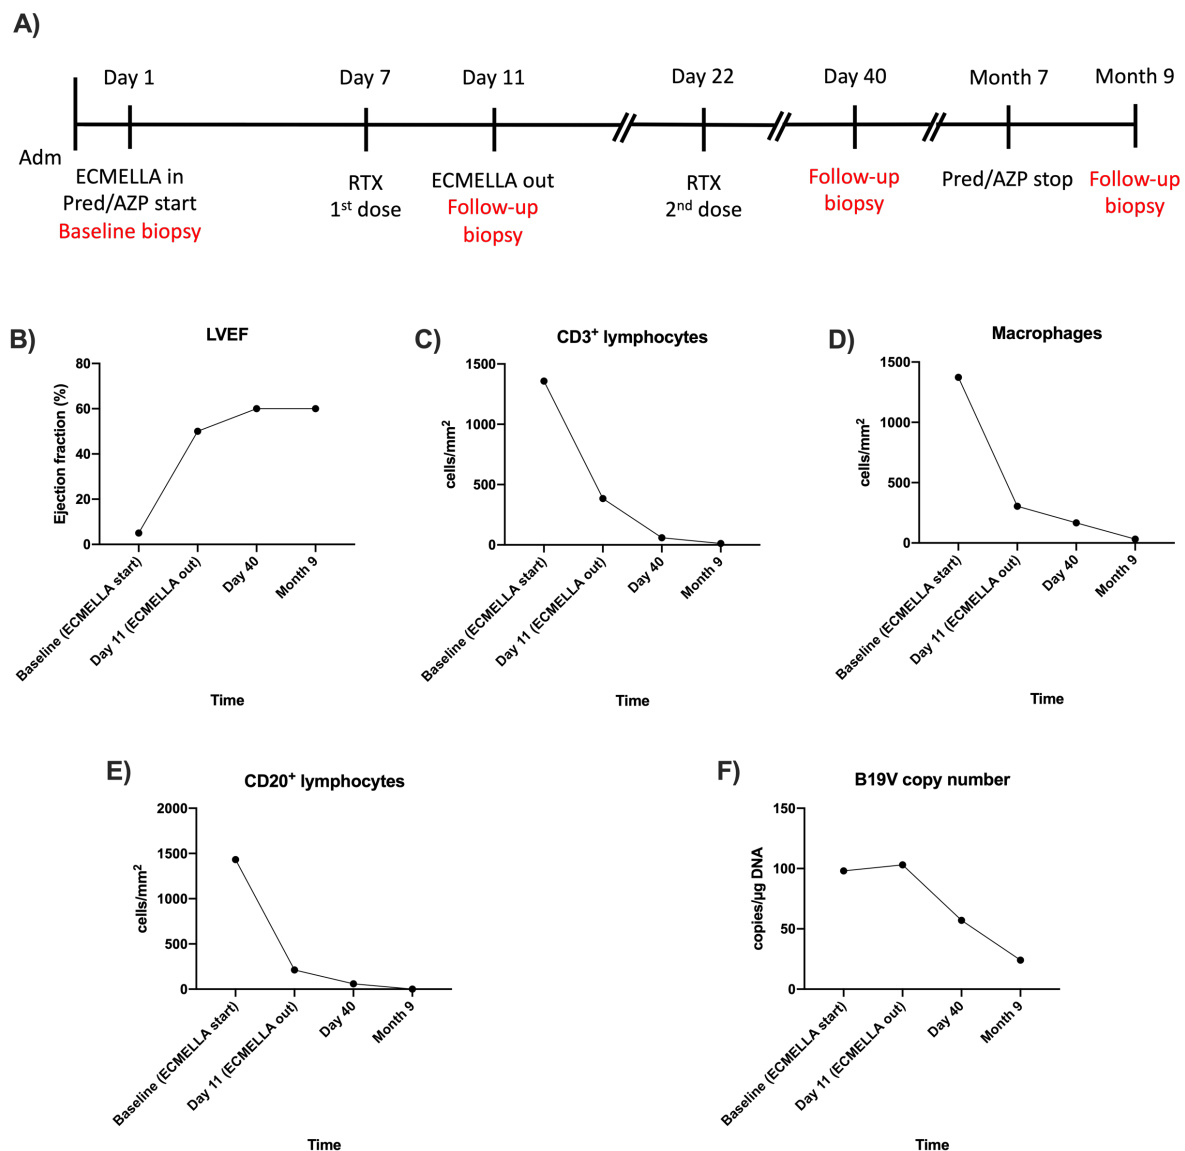 A)
Day 1
Day 7
Day 11
Day 22
Day 40
Month 7
Month 9
Adm
ECMELLA in
Pred/AZP start
Baseline biopsy
RTX
1st dose
ECMELLA out
Follow-up
biopsy
RTX
2nd dose
Follow-up
biopsy
Pred/AZP stop
Follow-up
biopsy
B)
LVEF
Ejection fraction (%)
80
60
40
20
0
Baseline (ECMELLA start)
Day 11 (ECMELLA out)
Day 40
Month 9
Time
C)
CD3+ lymphocytes
cells/mm2
1500
1000
500
0
Baseline (ECMELLA start)
Day 11 (ECMELLA out)
Day 40
Month 9
Time
D)
Macrophages
cells/mm2
1500
1000
500
0
Baseline (ECMELLA start)
Day 11 (ECMELLA out)
Day 40
Month 9
Time
E)
CD20+ lymphocytes
cells/mm2
2000
1500
1000
500
0
Baseline (ECMELLA start)
Day 11 (ECMELLA out)
Day 40
Month 9
Time
F)
B19V copy number
copies/µg DNA
150
100
50
0
Baseline (ECMELLA start)
Day 11 (ECMELLA out)
Day 40
Month 9
Time